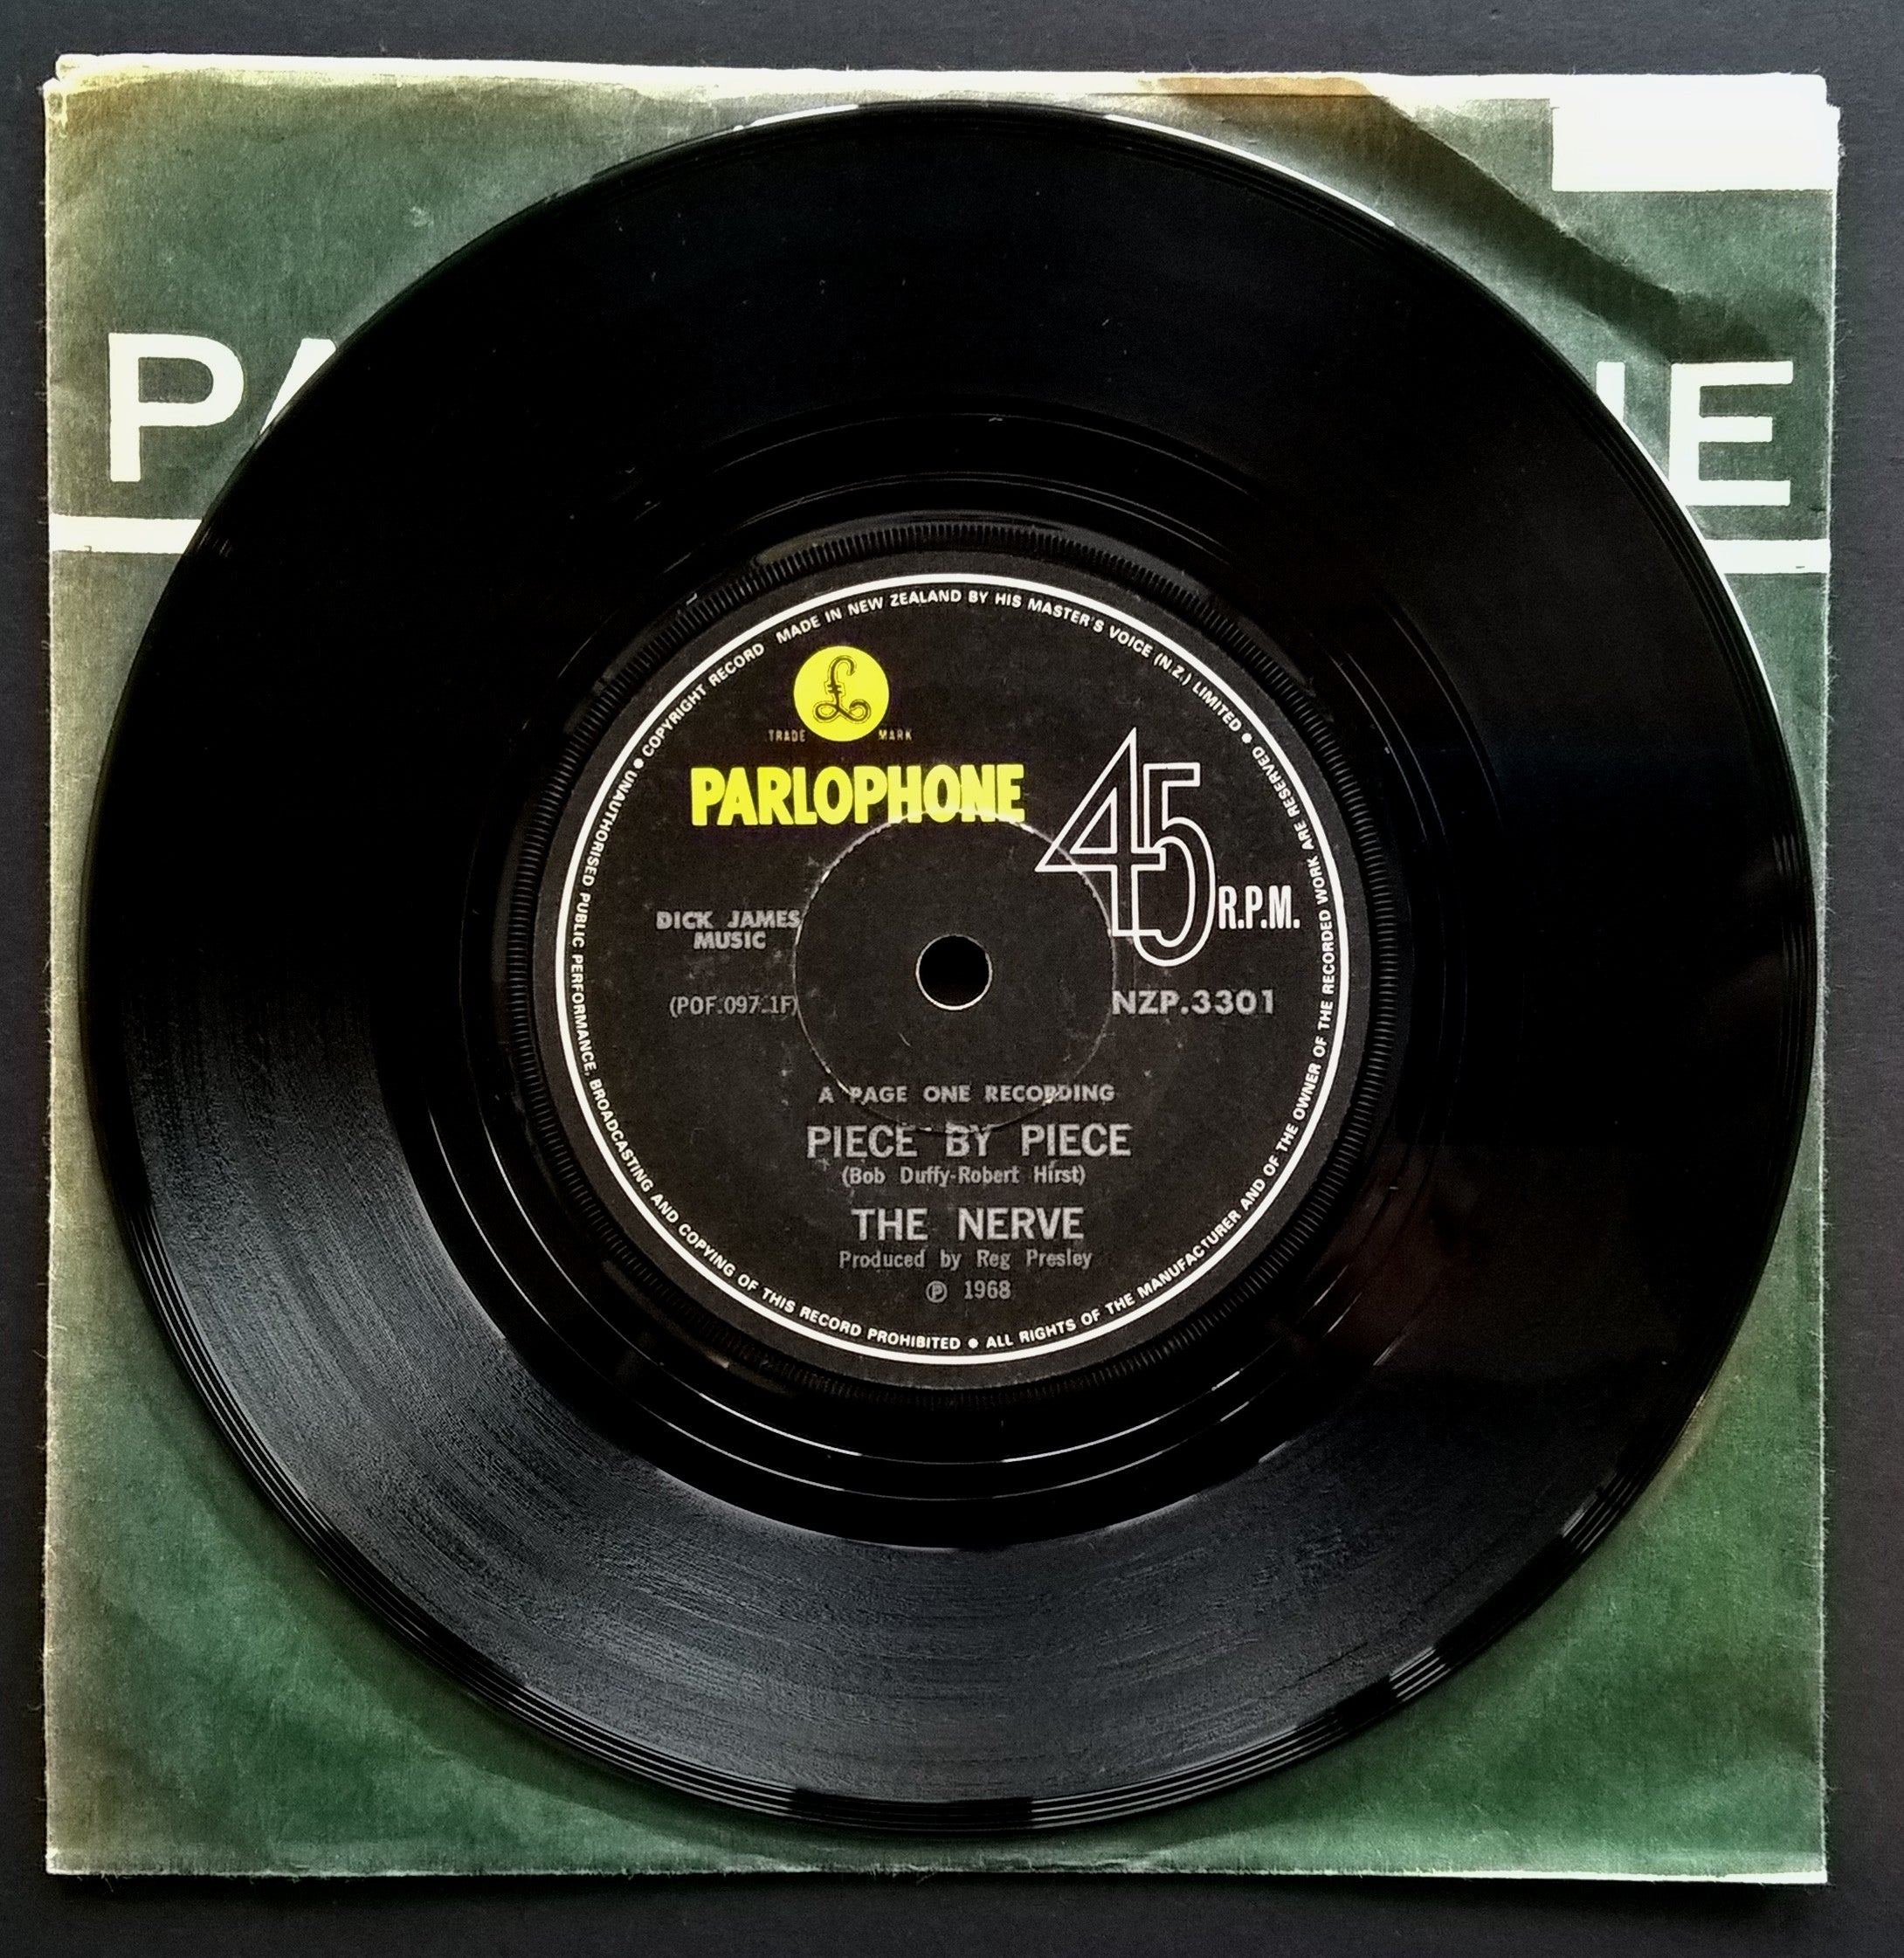 UNAUTHORISED PUBLIC PERFORMANCE, BROADCASTING AND COPYING OF THIS RECORD PROHIBITED ● ALL RIGHTS OF THE MANUFACTURER AND OF THE OWNER OF THE RECORDED WORK ARE RESERVED ● COPYRIGHT RECORD MADE IN NEW ZEALAND BY HIS MASTER'S VOICE (N.Z.) LIMITED ●
£
TRADE MARK
PARLOPHONE
45 R.P.M.
DICK JAMES
MUSIC
(POF.097.1F)
NZP.3301
A PAGE ONE RECORDING
PIECE BY PIECE
(Bob Duffy-Robert Hirst)
THE NERVE
Produced by Reg Presley
℗ 1968